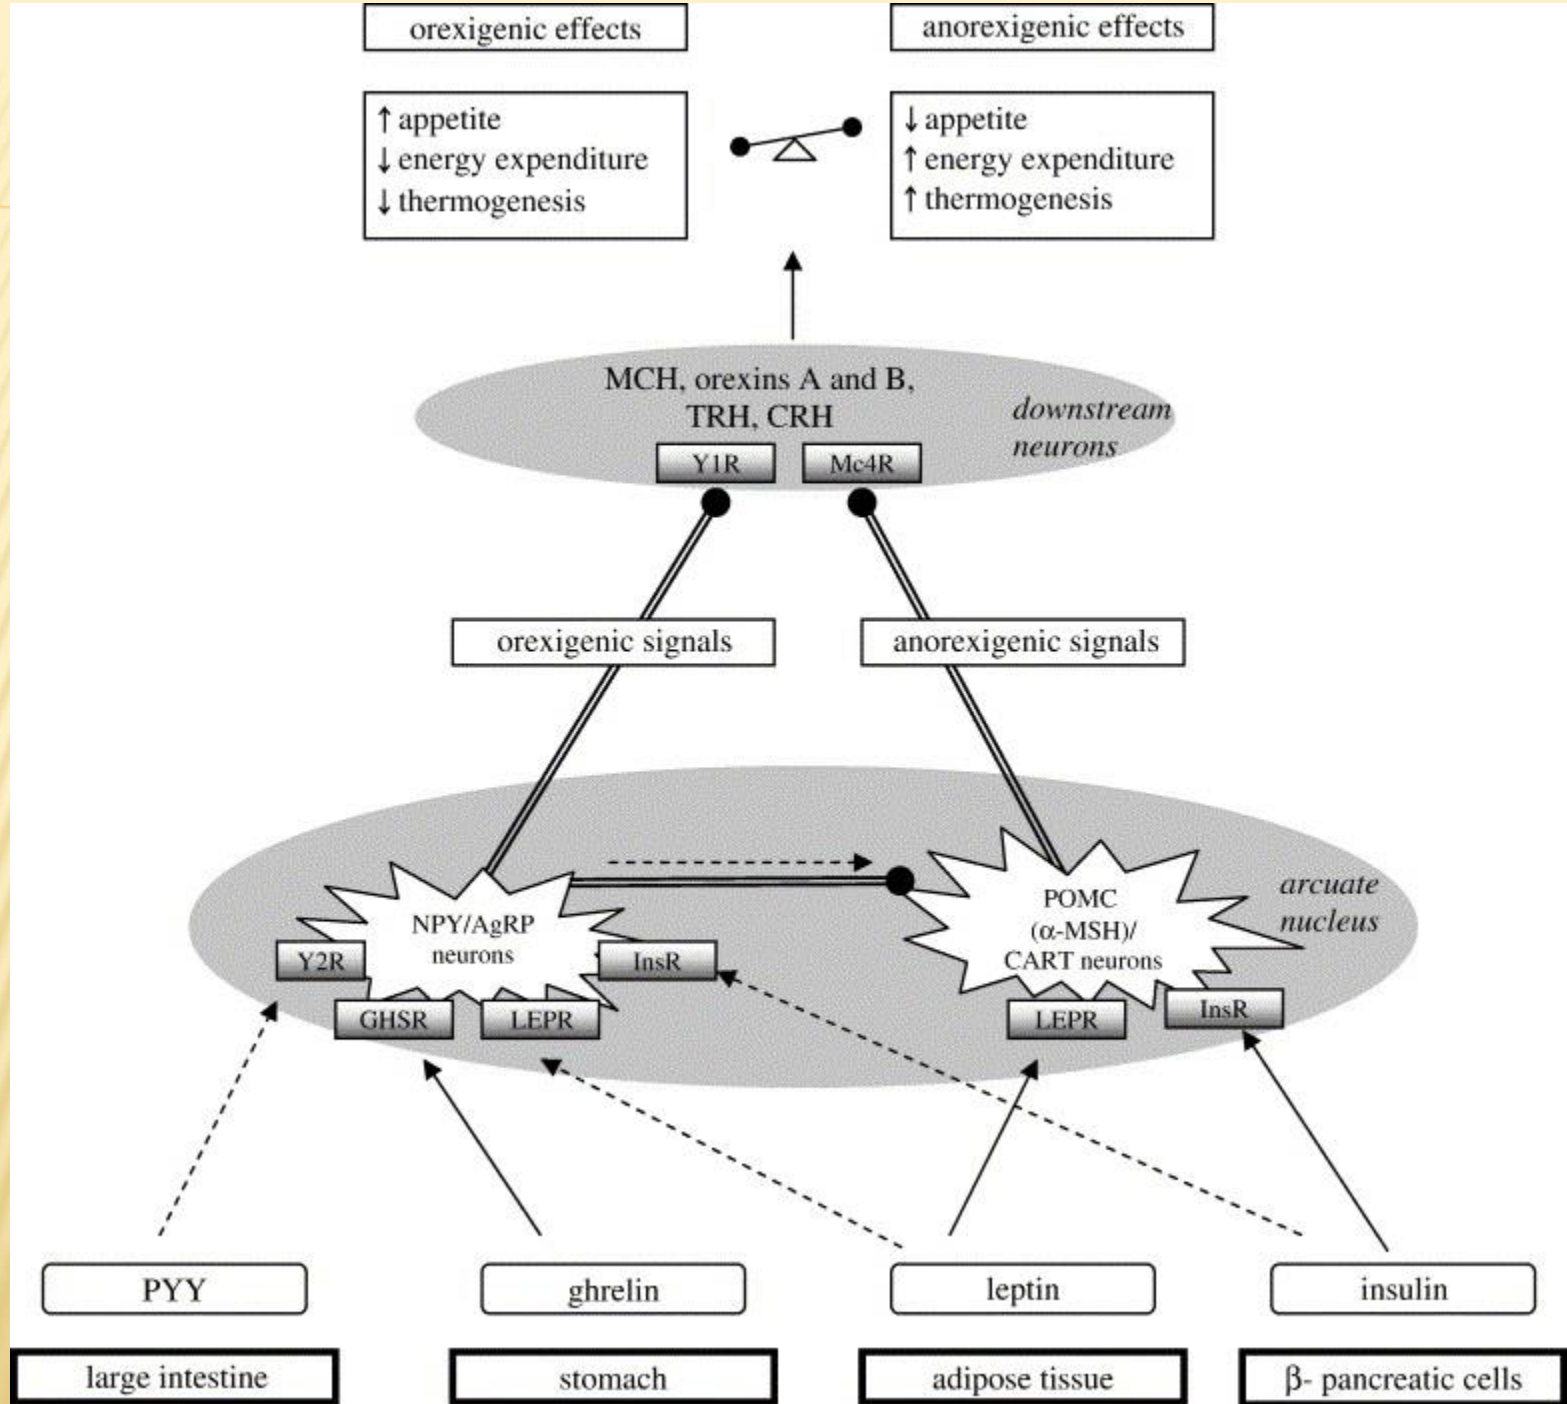 orexigenic effects
anorexigenic effects
↑ appetite
↓ energy expenditure
↓ thermogenesis
↓ appetite
↑ energy expenditure
↑ thermogenesis
MCH, orexins A and B,
TRH, CRH
downstream
neurons
Y1R
Mc4R
orexigenic signals
anorexigenic signals
NPY/AgRP
neurons
POMC
(α-MSH)/
CART neurons
arcuate
nucleus
Y2R
InsR
GHSR
LEPR
LEPR
InsR
PYY
ghrelin
leptin
insulin
large intestine
stomach
adipose tissue
β- pancreatic cells